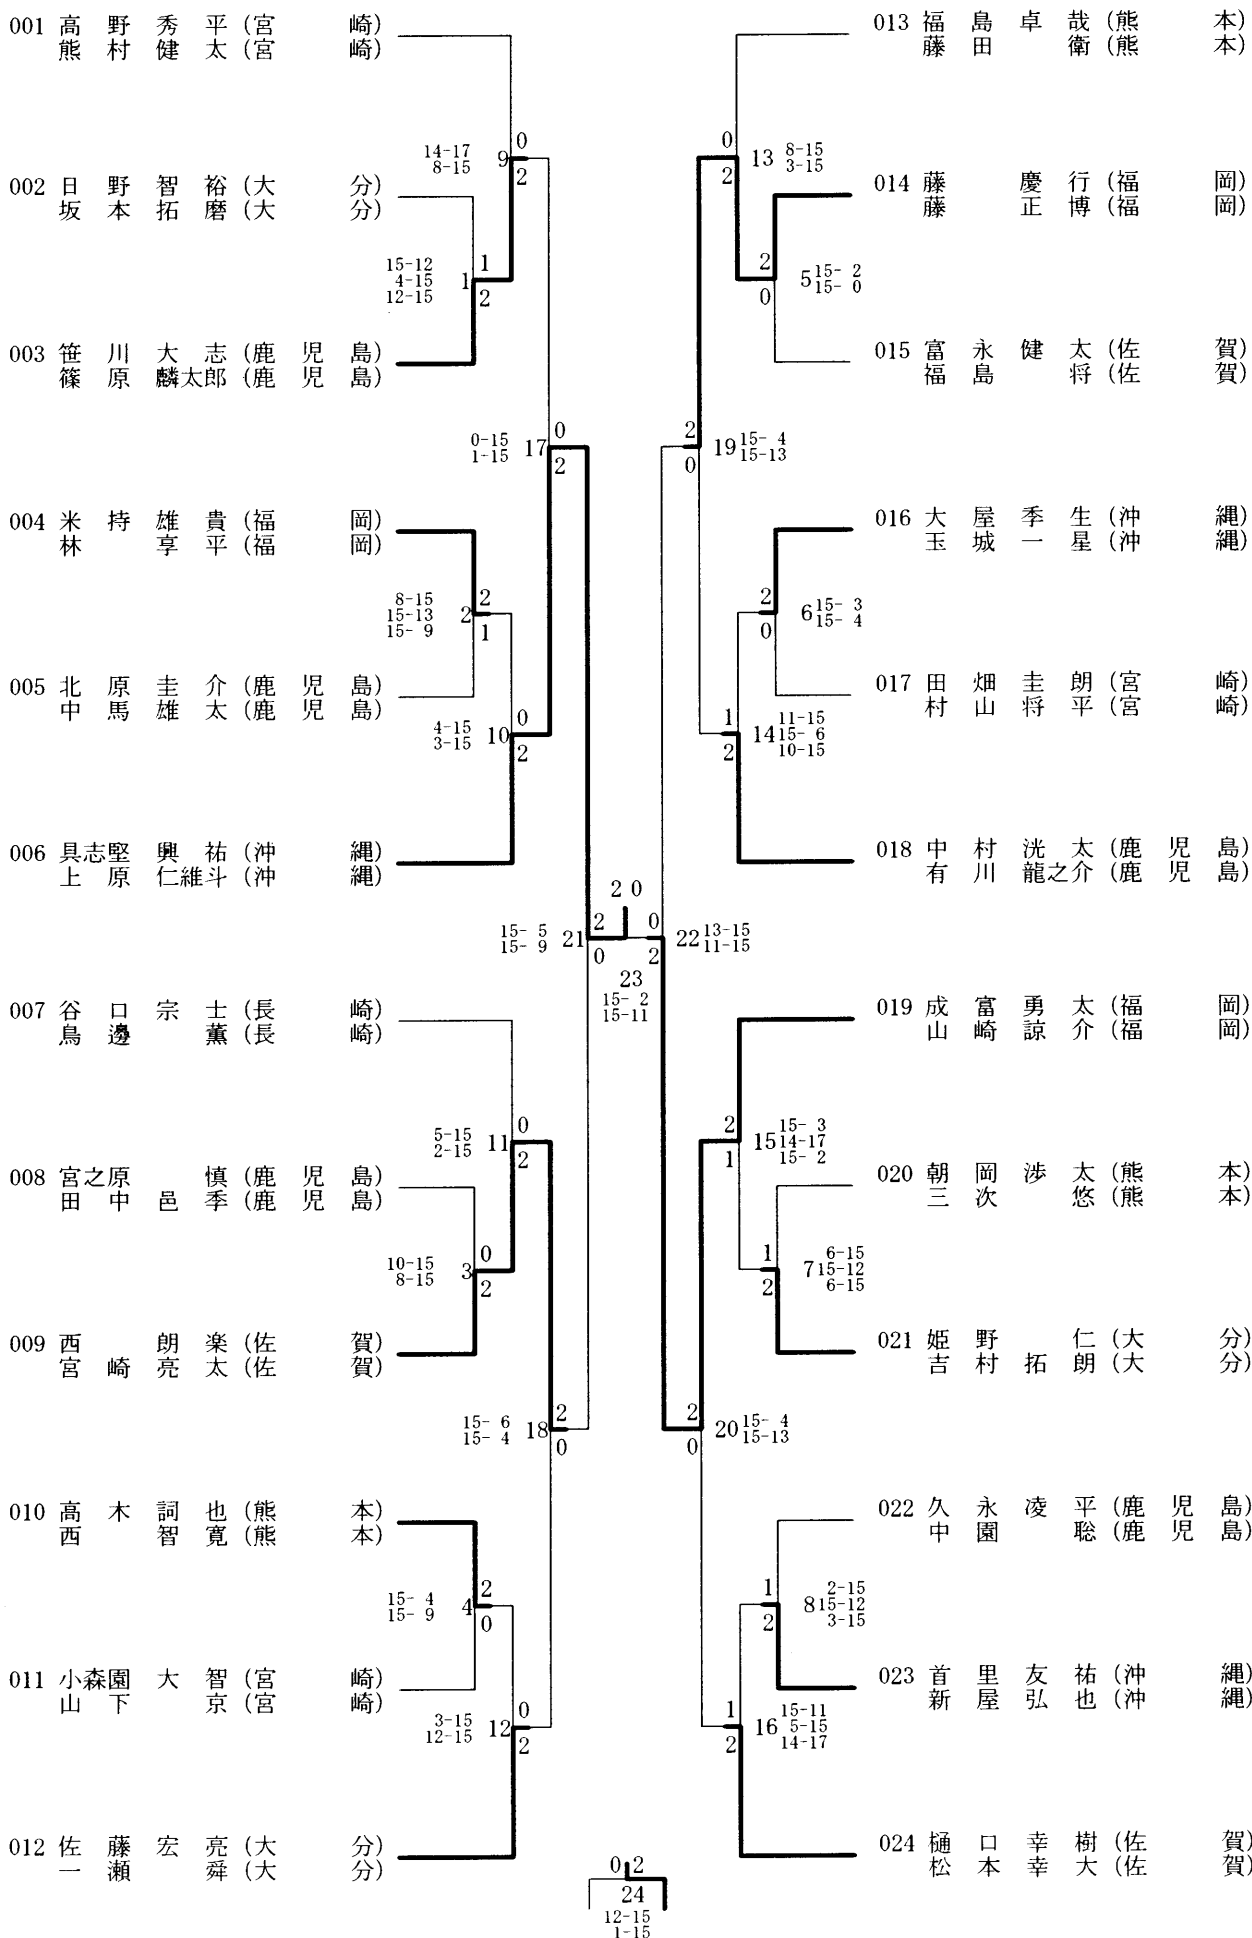 001 高野秀平(宮崎)
熊村健太(宮崎)
0
14-17
8-15
9
2
002 日野智裕(大分)
坂本拓磨(大分)
15-12
4-15
12-15
1
1
2
003 笹川大志(鹿児島)
篠原麟太郎(鹿児島)
0-15
1-15
17
0
2
004 米持雄貴(福岡)
林享平(福岡)
8-15
15-13
15- 9
2
2
1
005 北原圭介(鹿児島)
中馬雄太(鹿児島)
4-15
3-15
10
0
2
006 具志堅興祐(沖縄)
上原仁維斗(沖縄)
15- 5
15- 9
21
2
0
007 谷口宗士(長崎)
鳥邊薫(長崎)
5-15
2-15
11
0
2
008 宮之原慎(鹿児島)
田中邑季(鹿児島)
10-15
8-15
3
0
2
009 西朗楽(佐賀)
宮崎亮太(佐賀)
15- 6
15- 4
18
2
0
010 高木詞也(熊本)
西智寛(熊本)
15- 4
15- 9
4
2
0
011 小森園大智(宮崎)
山下京(宮崎)
3-15
12-15
12
0
2
012 佐藤宏亮(大分)
一瀬舜(大分)
2 0
23
15- 2
15-11
0 2
24
12-15
1-15
013 福島卓哉(熊本)
藤田衛(熊本)
0
2
13
8-15
3-15
014 藤慶行(福岡)
藤正博(福岡)
2
0
5
15- 2
15- 0
015 富永健太(佐賀)
福島将(佐賀)
2
0
19
15- 4
15-13
016 大屋季生(沖縄)
玉城一星(沖縄)
2
0
6
15- 3
15- 4
017 田畑圭朗(宮崎)
村山将平(宮崎)
1
2
14
11-15
15- 6
10-15
018 中村洸太(鹿児島)
有川龍之介(鹿児島)
0
2
22
13-15
11-15
019 成富勇太(福岡)
山崎諒介(福岡)
2
1
15
15- 3
14-17
15- 2
020 朝岡渉太(熊本)
三次悠(熊本)
1
2
7
6-15
15-12
6-15
021 姫野仁(大分)
吉村拓朗(大分)
2
0
20
15- 4
15-13
022 久永凌平(鹿児島)
中園聡(鹿児島)
1
2
8
2-15
15-12
3-15
023 首里友祐(沖縄)
新屋弘也(沖縄)
1
2
16
15-11
5-15
14-17
024 樋口幸樹(佐賀)
松本幸大(佐賀)